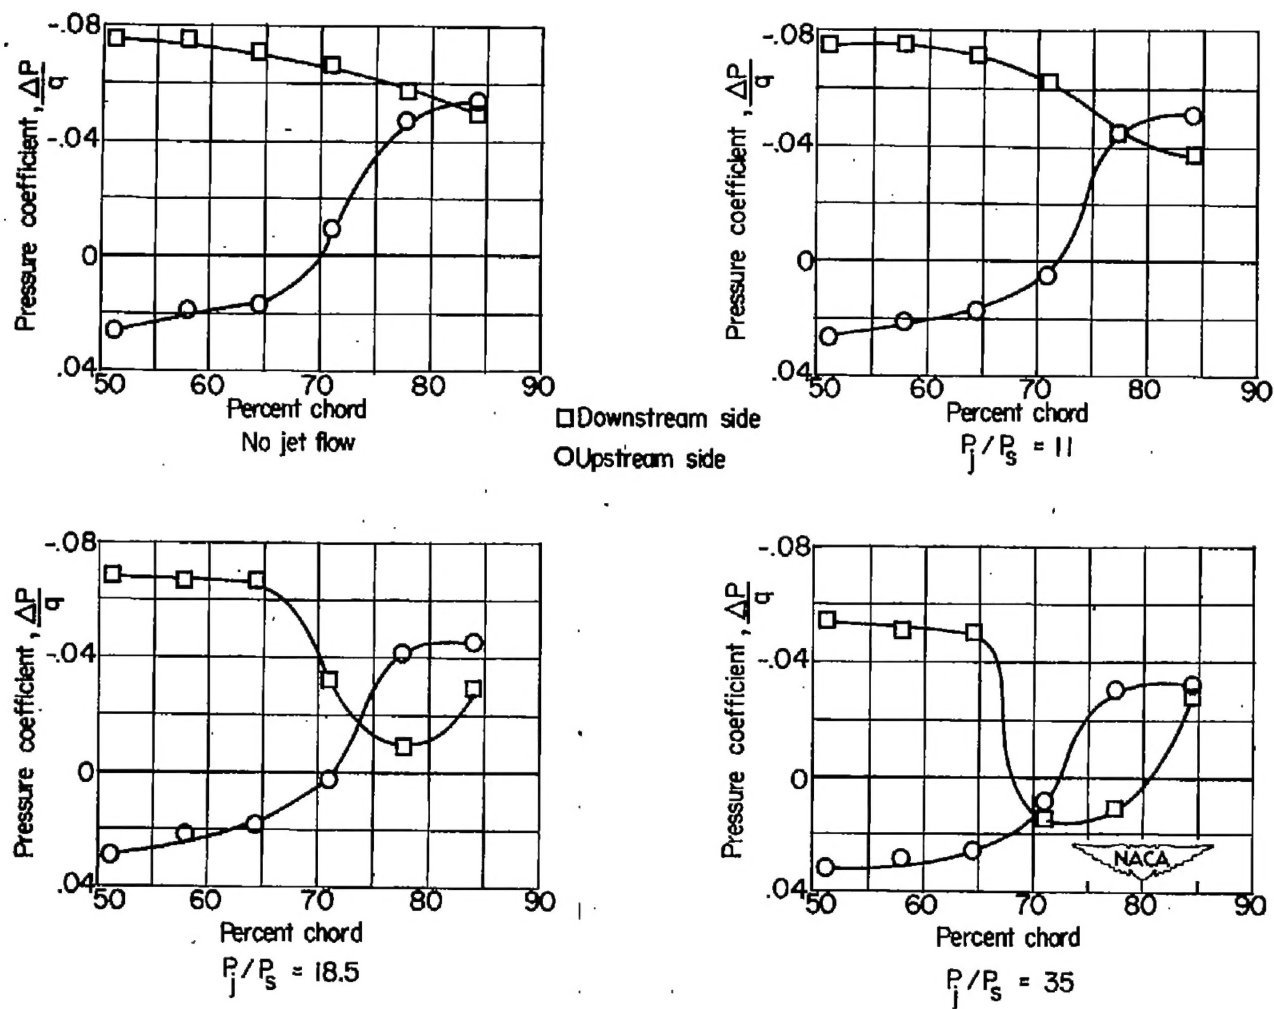 -.08
-.04
0
.04
Pressure coefficient, ΔP/q
50 60 70 80 90
Percent chord
No jet flow
-.08
-.04
0
.04
Pressure coefficient, ΔP/q
50 60 70 80 90
Percent chord
Pj/Ps = 11
□ Downstream side
○ Upstream side
-.08
-.04
0
.04
Pressure coefficient, ΔP/q
50 60 70 80 90
Percent chord
Pj/Ps = 18.5
-.08
-.04
0
.04
Pressure coefficient, ΔP/q
NACA
50 60 70 80 90
Percent chord
Pj/Ps = 35